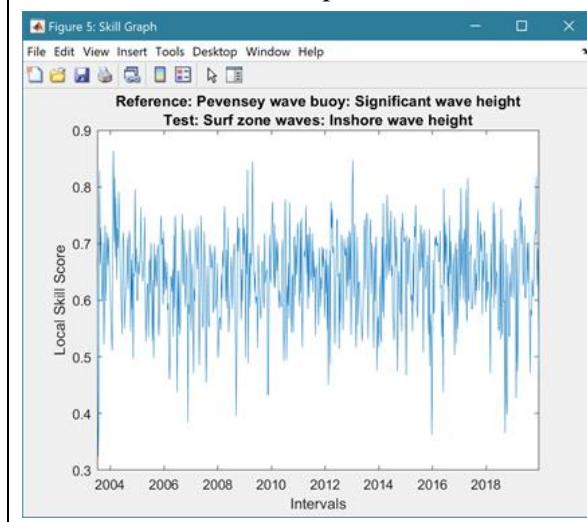 Figure 5: Skill Graph
File Edit View Insert Tools Desktop Window Help
Reference: Pevensey wave buoy: Significant wave height
Test: Surf zone waves: Inshore wave height
0.9
0.8
0.7
0.6
0.5
0.4
0.3
Local Skill Score
2004 2006 2008 2010 2012 2014 2016 2018
Intervals